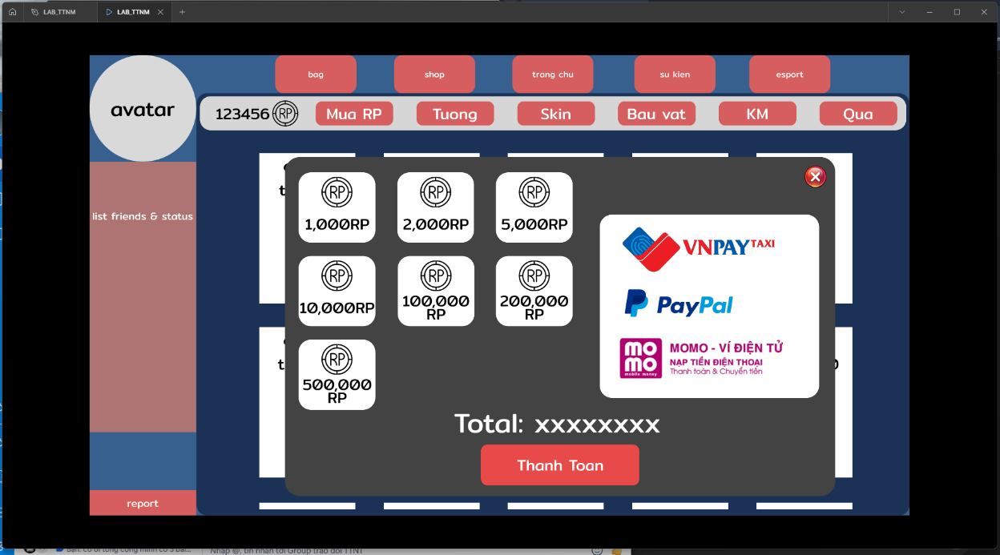 LAB_TTNM
LAB_TTNM
bag
shop
trang chu
su kien
esport
avatar
123456 RP
Mua RP
Tuong
Skin
Bau vat
KM
Qua
list friends & status
RP
1,000RP
RP
2,000RP
RP
5,000RP
RP
10,000RP
RP
100,000
RP
RP
200,000
RP
RP
500,000
RP
VNPAY TAXI
PayPal
mo
mo
mobile money
MOMO - VÍ ĐIỆN TỬ
NẠP TIỀN ĐIỆN THOẠI
Thanh toán & Chuyển tiền
Total: xxxxxxxx
Thanh Toan
report